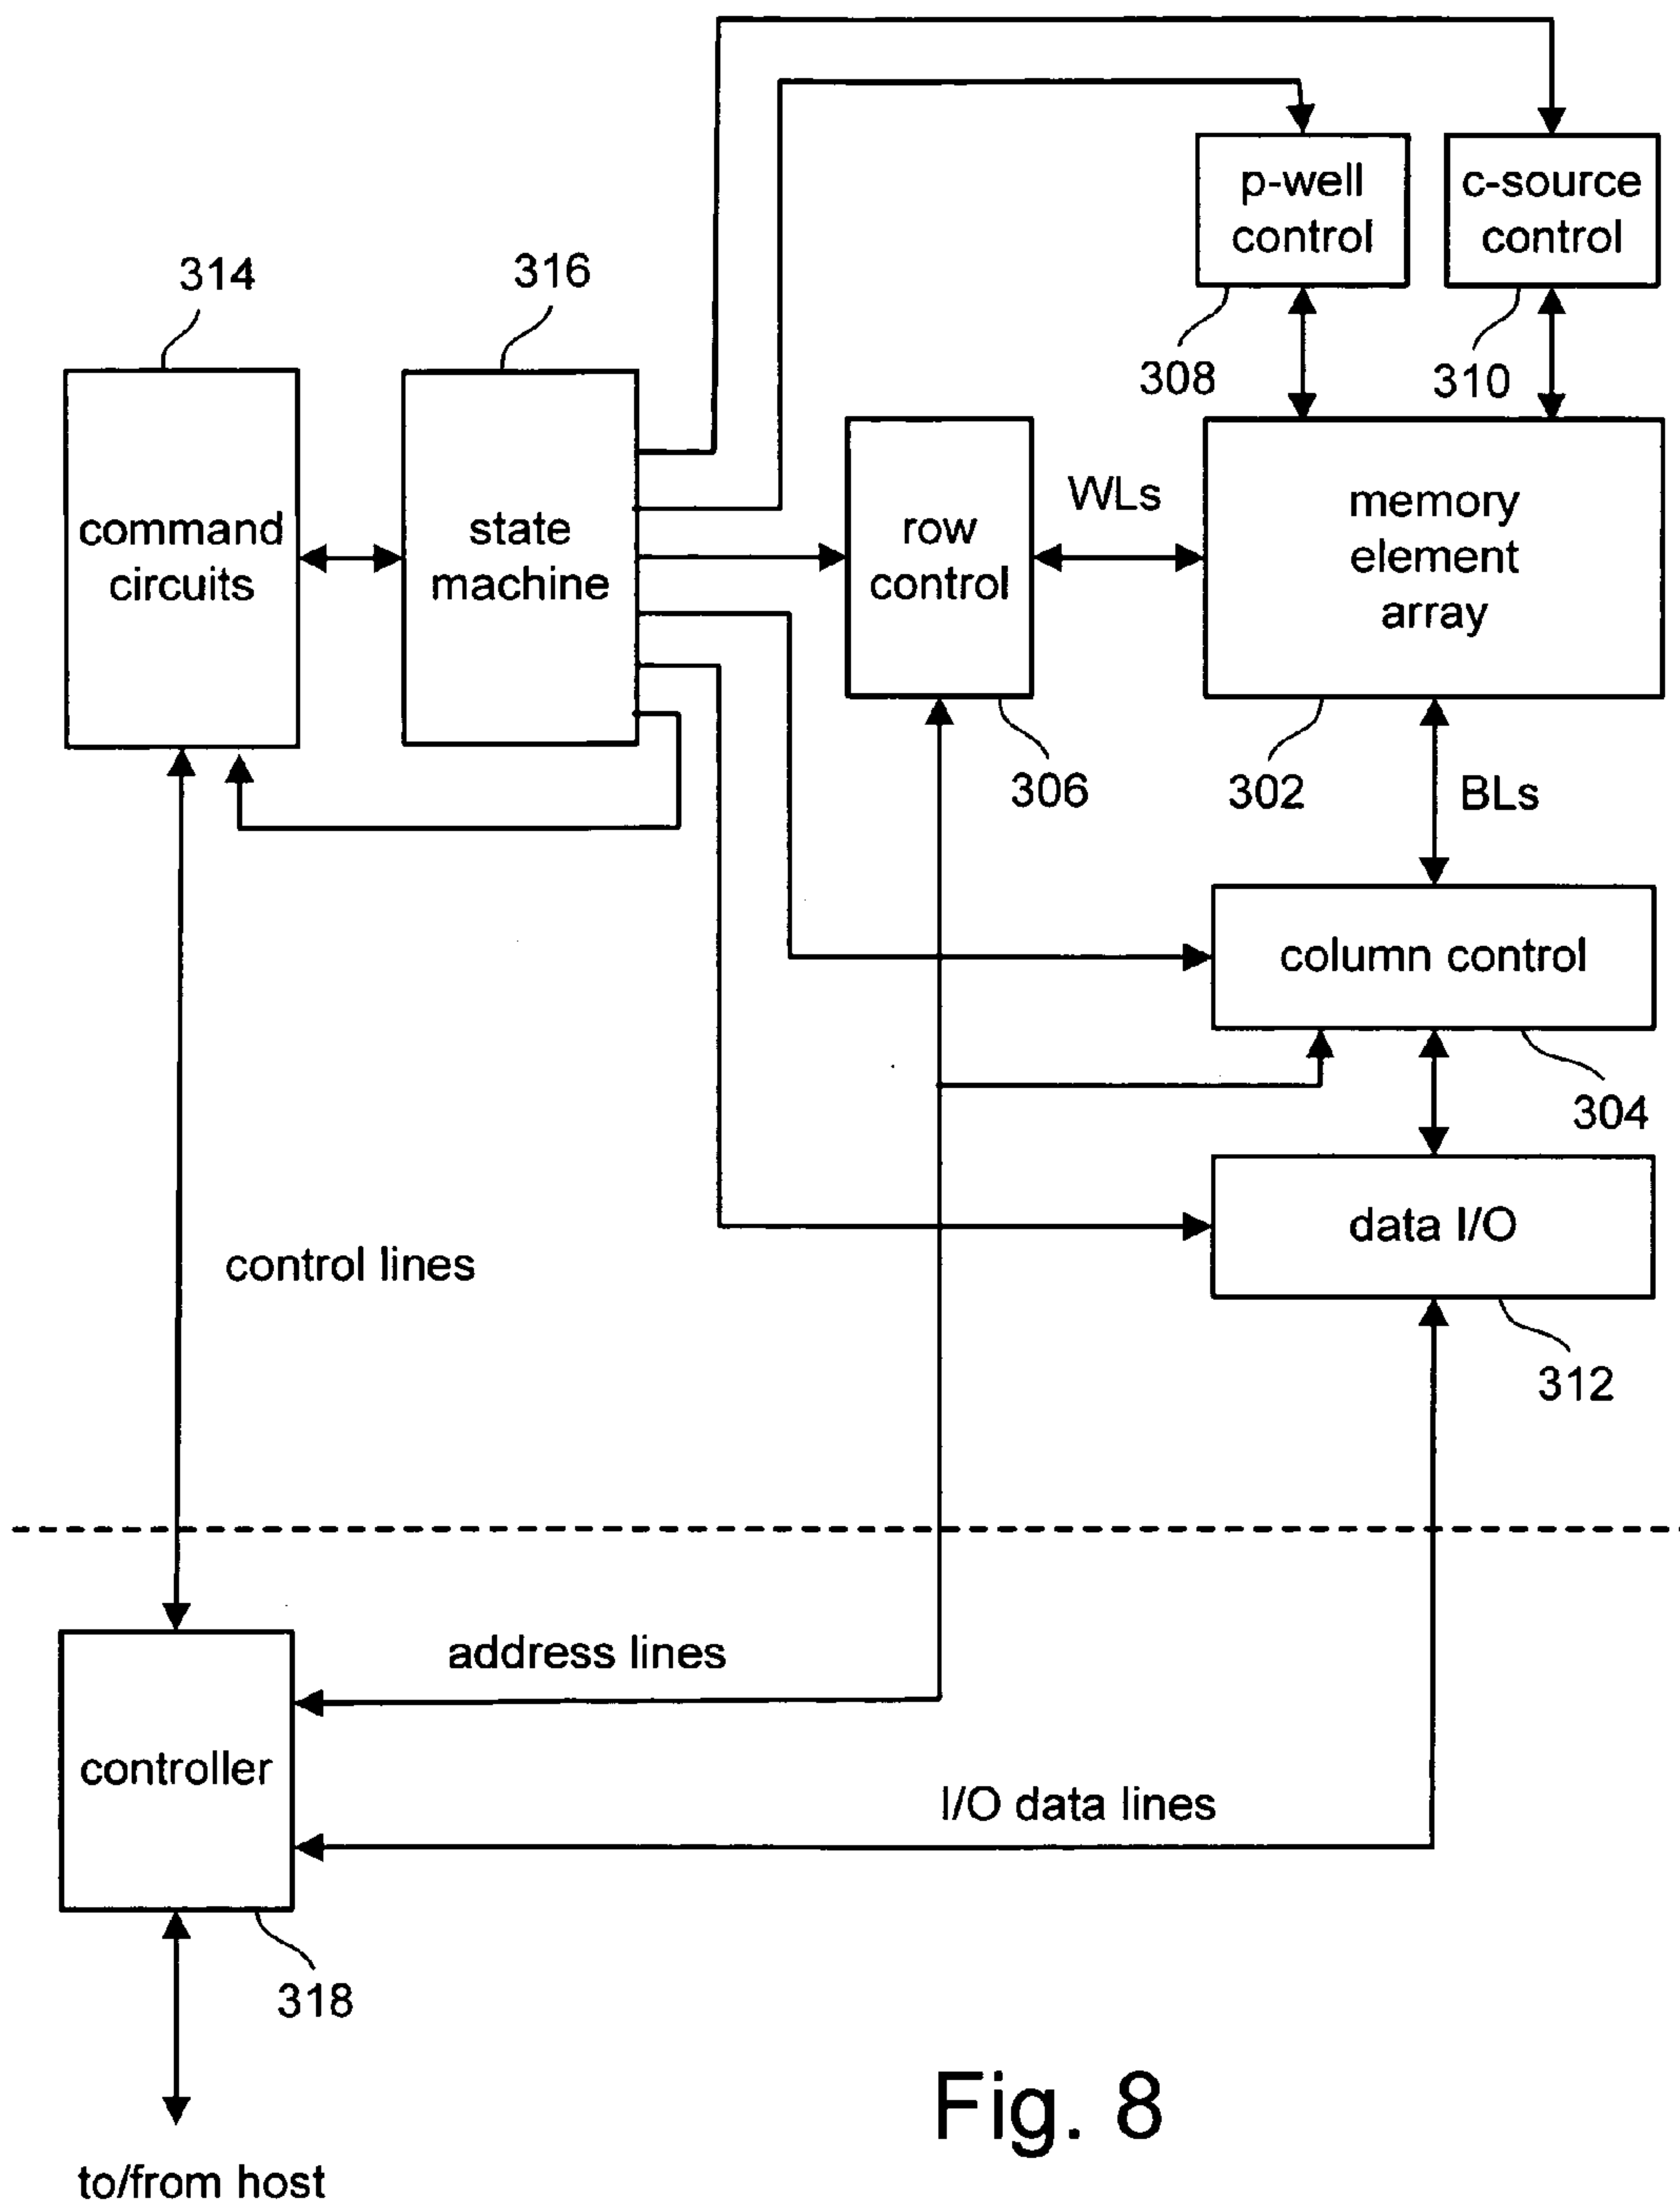 p-well
control
c-source
control
314
316
308
310
command
circuits
state
machine
row
control
WLs
memory
element
array
306
302
BLs
column control
304
data I/O
control lines
312
address lines
controller
I/O data lines
318
Fig. 8
to/from host